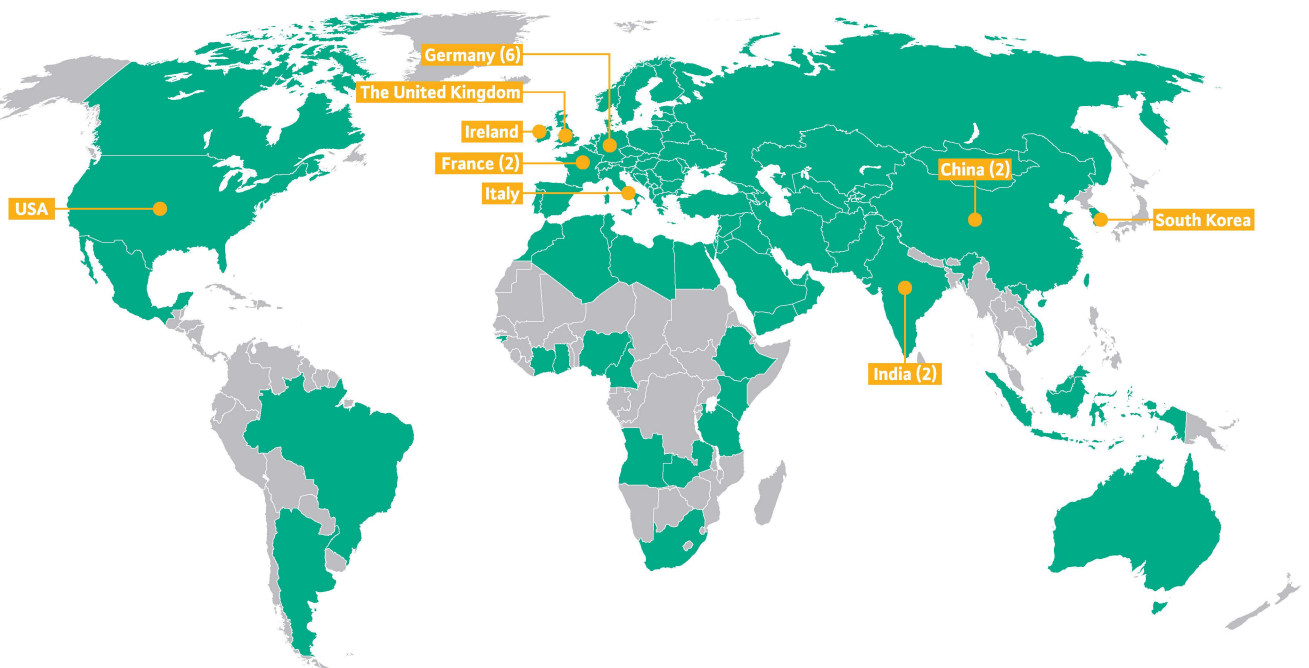 Germany (6)
The United Kingdom
Ireland
France (2)
Italy
USA
China (2)
South Korea
India (2)